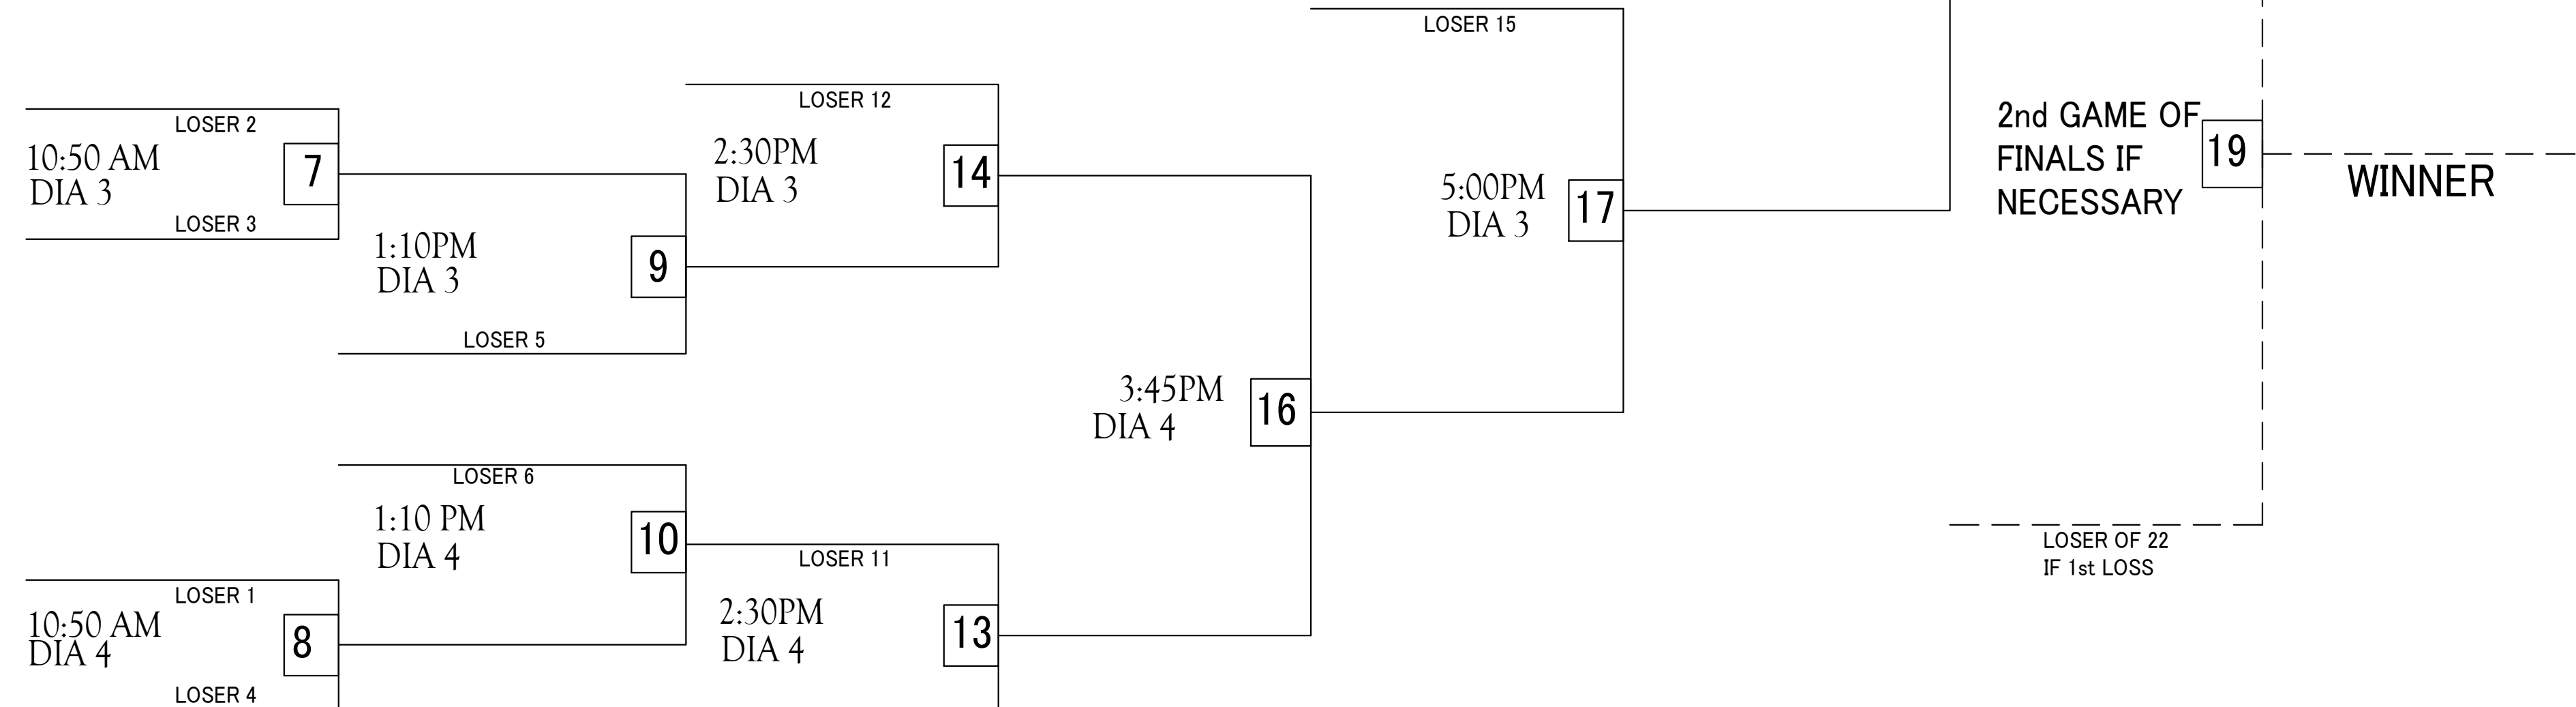 LOSER 15
LOSER 12
LOSER 2
10:50 AM
DIA 3
7
LOSER 3
2:30PM
DIA 3
14
2nd GAME OF
FINALS IF
NECESSARY
19
WINNER
5:00PM
DIA 3
17
1:10PM
DIA 3
9
LOSER 5
3:45PM
DIA 4
16
LOSER 6
1:10 PM
DIA 4
10
LOSER 11
LOSER OF 22
IF 1st LOSS
LOSER 1
10:50 AM
DIA 4
8
LOSER 4
2:30PM
DIA 4
13